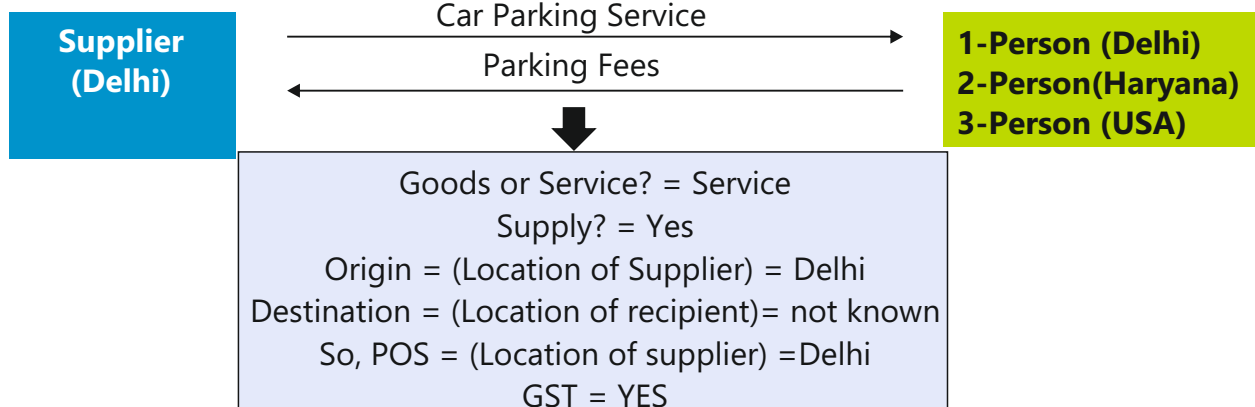 Supplier
(Delhi)
Car Parking Service
Parking Fees
1-Person (Delhi)
2-Person(Haryana)
3-Person (USA)
Goods or Service? = Service
Supply? = Yes
Origin = (Location of Supplier) = Delhi
Destination = (Location of recipient)= not known
So, POS = (Location of supplier) =Delhi
GST = YES